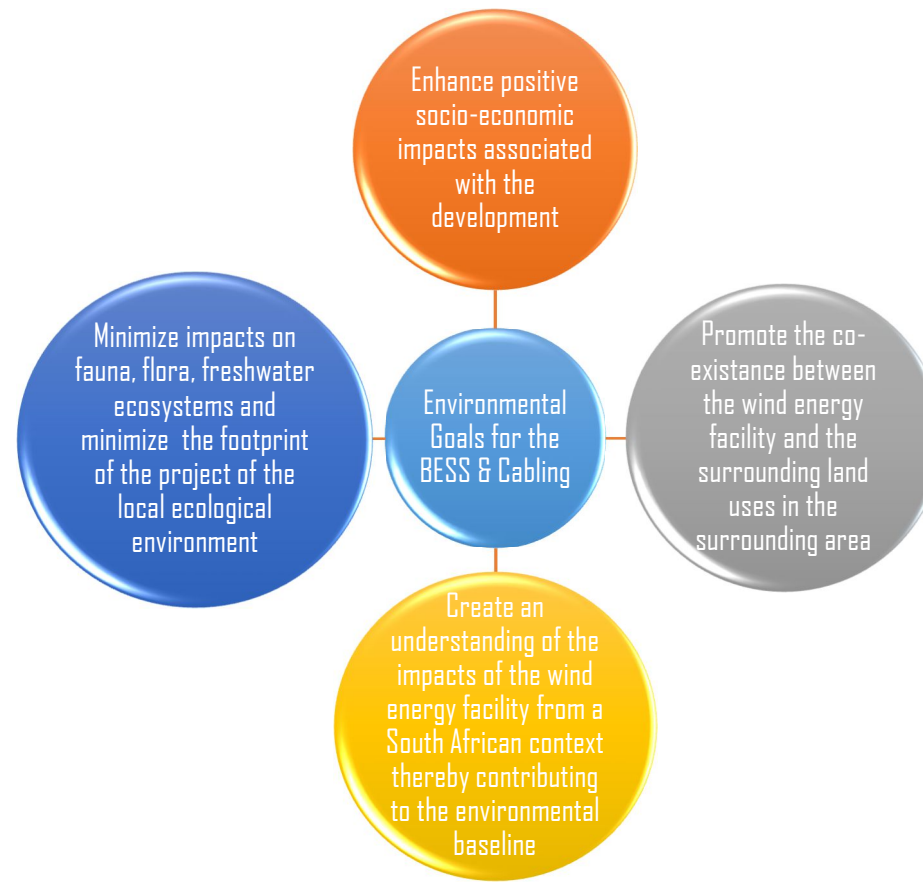 Enhance positive
socio-economic
impacts associated
with the
development
Minimize impacts on
fauna, flora, freshwater
ecosystems and
minimize the footprint
of the project of the
local ecological
environment
Environmental
Goals for the
BESS & Cabling
Promote the co-
existance between
the wind energy
facility and the
surrounding land
uses in the
surrounding area
Create an
understanding of the
impacts of the wind
energy facility from a
South African context
thereby contributing
to the environmental
baseline